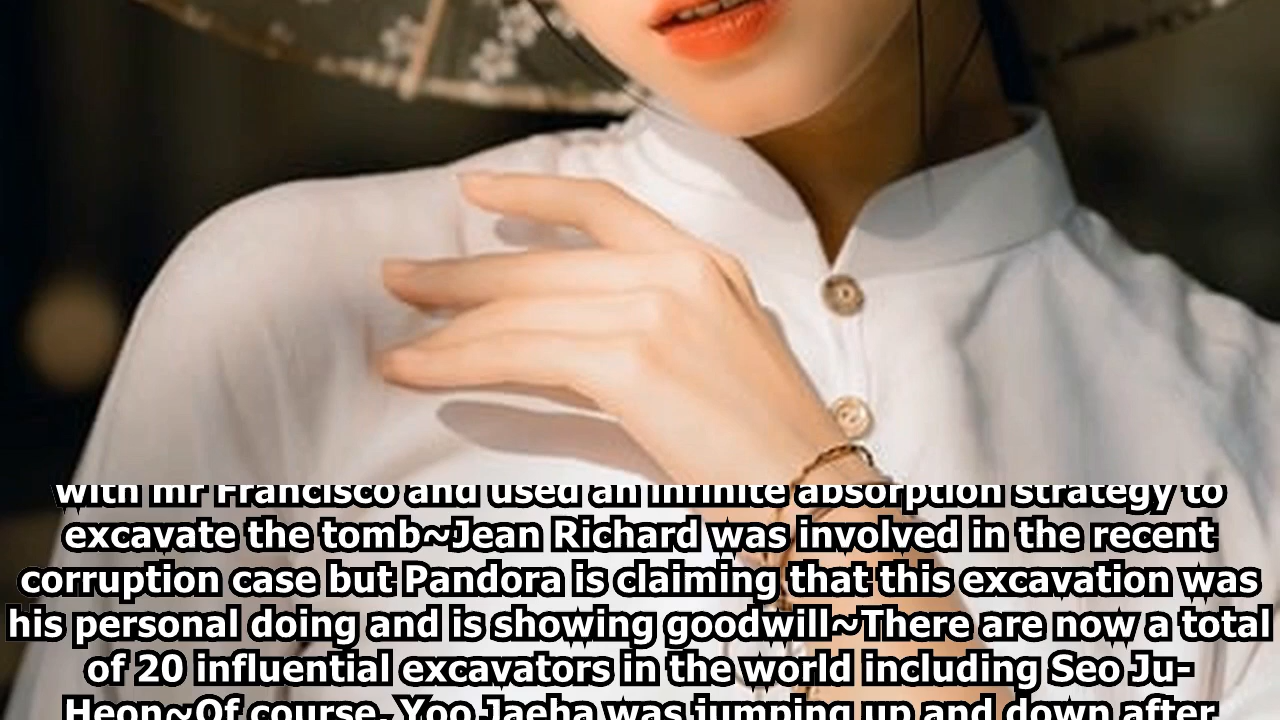 with mr Francisco and used an infinite absorption strategy to
excavate the tomb~Jean Richard was involved in the recent
corruption case but Pandora is claiming that this excavation was
his personal doing and is showing goodwill~There are now a total
of 20 influential excavators in the world including Seo Ju-
Heon~Of course, Yoo Jaeha was jumping up and down after